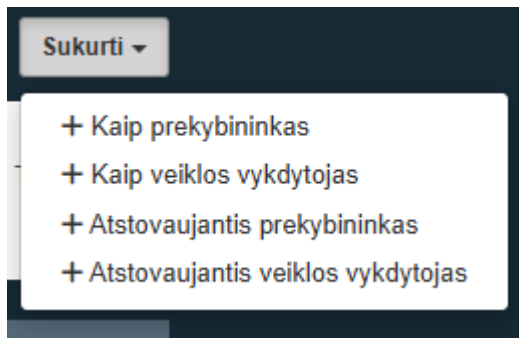 Sukurti
+ Kaip prekybininkas
+ Kaip veiklos vykdytojas
+ Atstovaujantis prekybininkas
+ Atstovaujantis veiklos vykdytojas